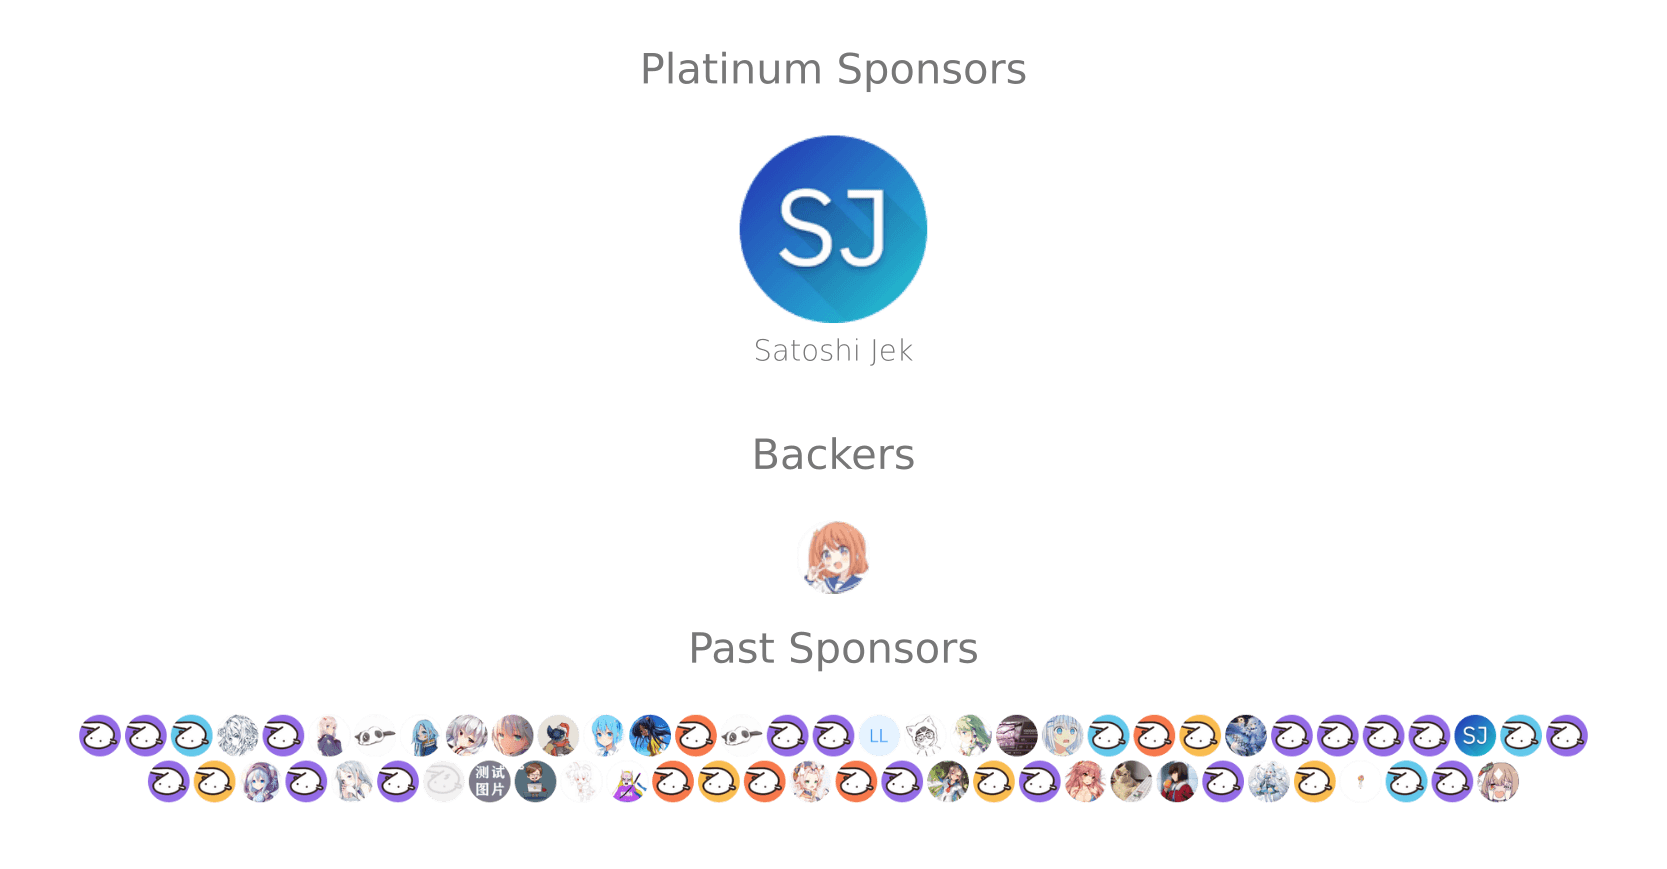 Platinum Sponsors
SJ
Satoshi Jek
Backers
Past Sponsors
LL
SJ
测试
图片